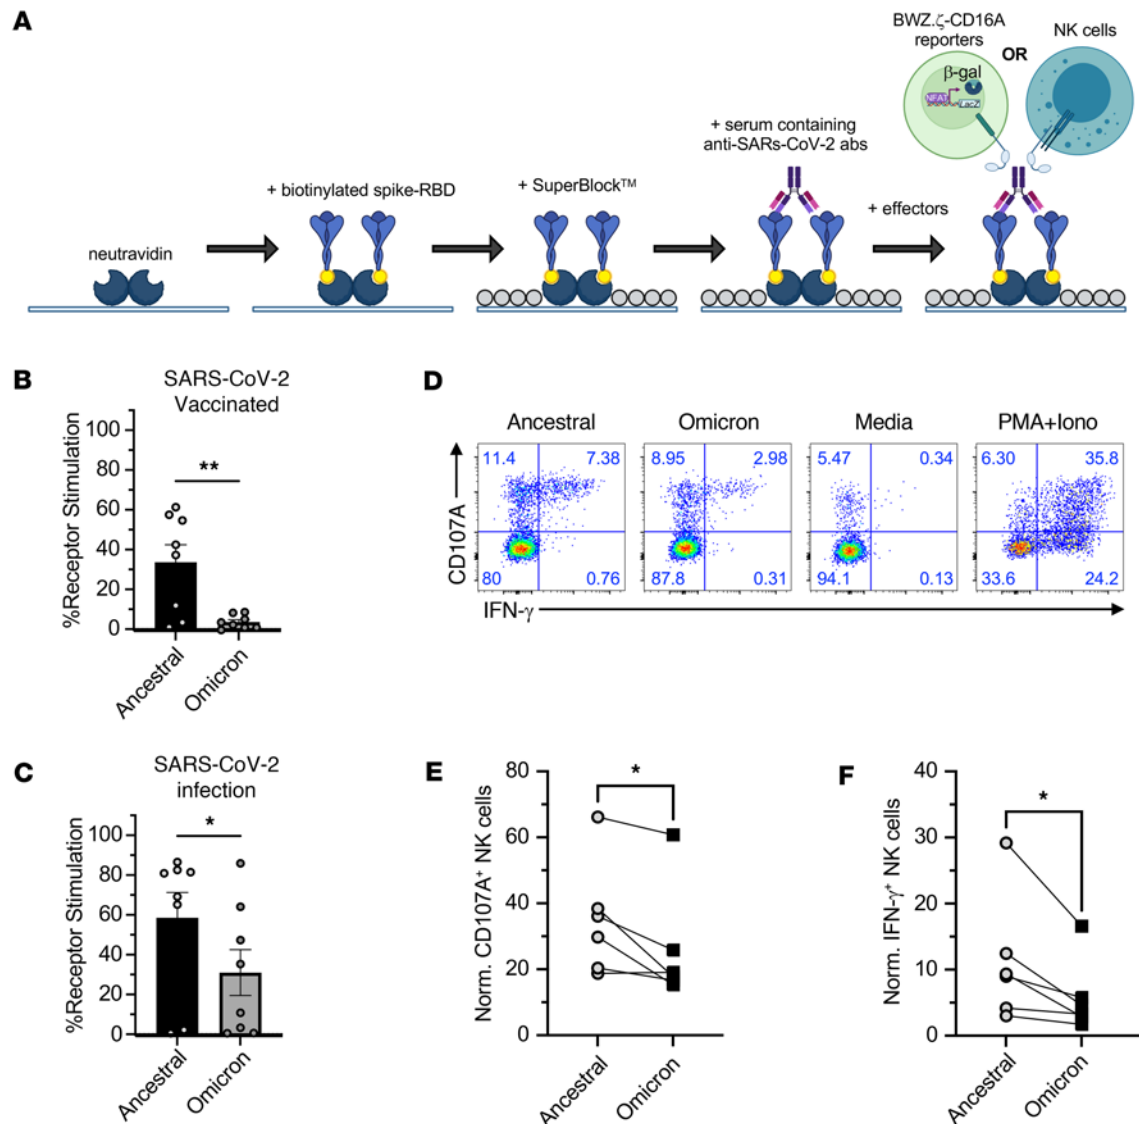 A
BWZ.ζ-CD16A
reporters
OR
NK cells
β-gal
NFAT
LacZ
+ serum containing
anti-SARs-CoV-2 abs
+ biotinylated spike-RBD
+ SuperBlock™
+ effectors
neutravidin
B
SARS-CoV-2
Vaccinated
%Receptor Stimulation
100
80
60
40
20
0
**
Ancestral
Omicron
D
Ancestral
Omicron
Media
PMA+Iono
11.4
7.38
8.95
2.98
5.47
0.34
6.30
35.8
80
0.76
87.8
0.31
94.1
0.13
33.6
24.2
CD107A
IFN-γ
C
SARS-CoV-2
infection
%Receptor Stimulation
100
80
60
40
20
0
*
Ancestral
Omicron
E
Norm. CD107A⁺ NK cells
80
60
40
20
0
*
Ancestral
Omicron
F
Norm. IFN-γ⁺ NK cells
40
30
20
10
0
*
Ancestral
Omicron